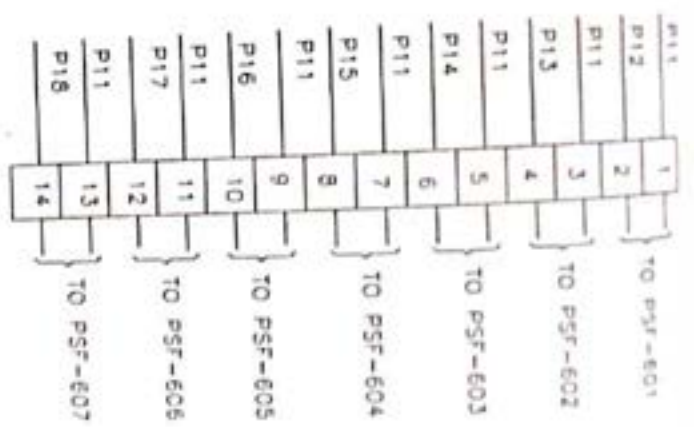 P11
1
P12
2
TO PSF-601
P11
3
P13
4
TO PSF-602
P11
5
P14
6
TO PSF-603
P11
7
P15
8
TO PSF-604
P11
9
P16
10
TO PSF-605
P11
11
P17
12
TO PSF-606
P11
13
P18
14
TO PSF-607